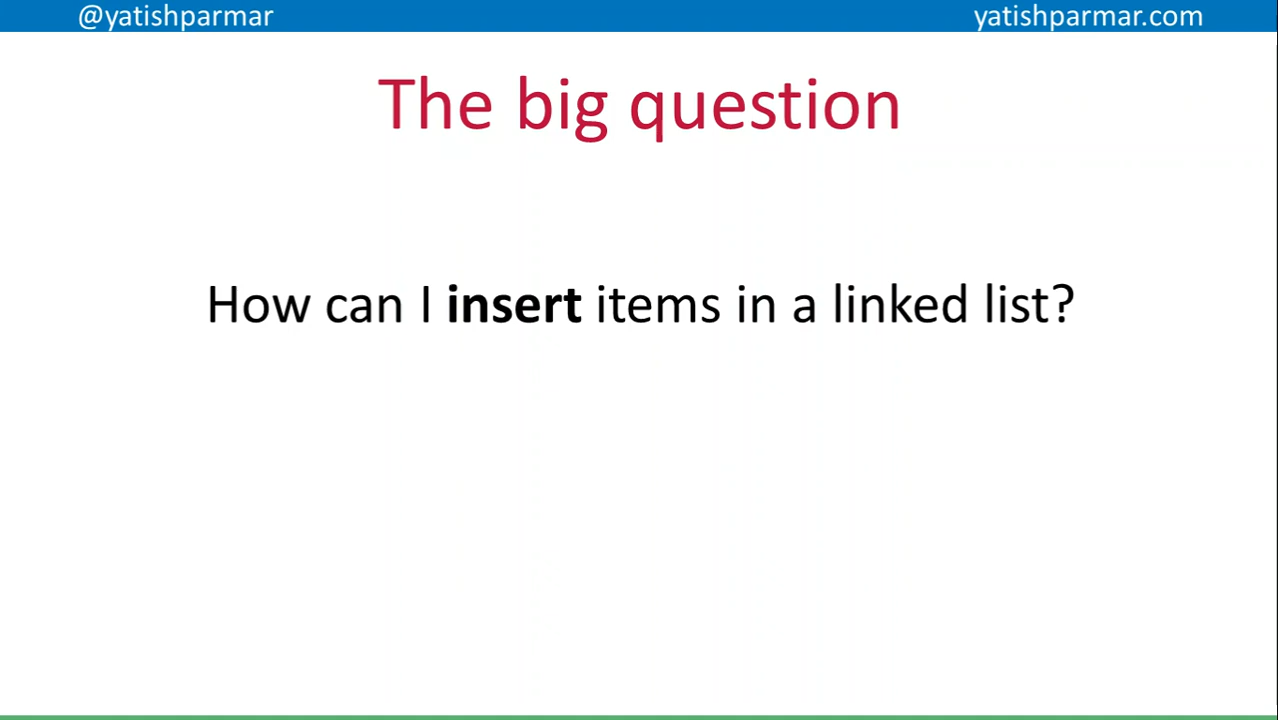 @yatishparmar
yatishparmar.com
The big question
How can I insert items in a linked list?